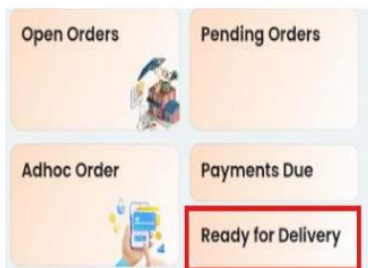 Open Orders
Pending Orders
Adhoc Order
Payments Due
Ready for Delivery